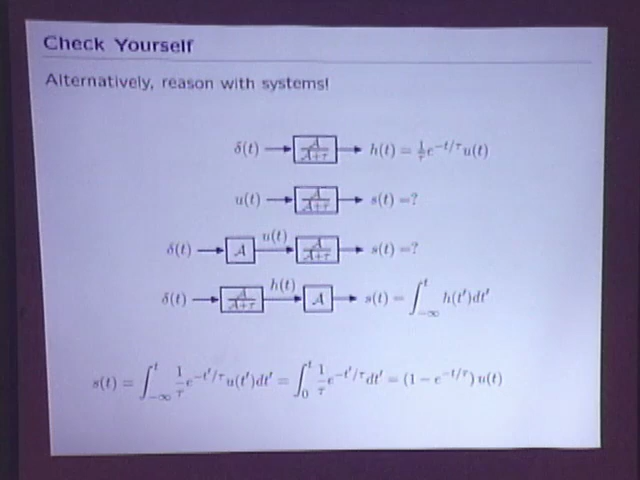 Check Yourself
Alternatively, reason with systems!
δ(t) → A/(A+τ) → h(t) = 1/τ e^{−t/τ} u(t)
u(t) → A/(A+τ) → s(t) =?
δ(t) → A → u(t) → A/(A+τ) → s(t) =?
δ(t) → A/(A+τ) → h(t) → A → s(t) = ∫_{−∞}^{t} h(t′)dt′
s(t) = ∫_{−∞}^{t} 1/τ e^{−t′/τ} u(t′)dt′ = ∫_{0}^{t} 1/τ e^{−t′/τ} dt′ = (1 − e^{−t/τ}) u(t)